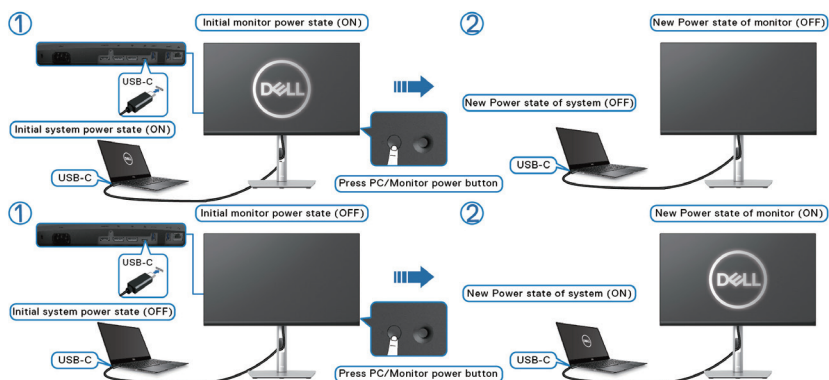 1
Initial monitor power state (ON)
2
New Power state of monitor (OFF)
USB-C
DELL
New Power state of system (OFF)
Initial system power state (ON)
DELL
USB-C
Press PC/Monitor power button
USB-C
1
Initial monitor power state (OFF)
2
New Power state of monitor (ON)
USB-C
DELL
New Power state of system (ON)
Initial system power state (OFF)
DELL
USB-C
Press PC/Monitor power button
USB-C